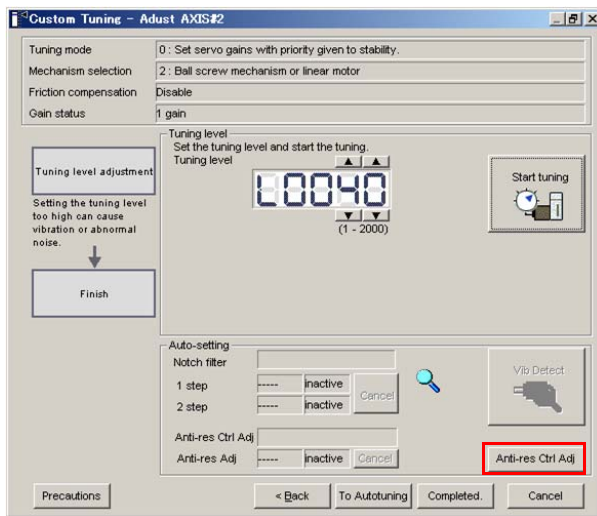 Custom Tuning - Adust AXIS#2
Tuning mode
0 : Set servo gains with priority given to stability.
Mechanism selection
2 : Ball screw mechanism or linear motor
Friction compensation
Disable
Gain status
1 gain
Tuning level adjustment
Setting the tuning level
too high can cause
vibration or abnormal
noise.
Finish
Tuning level
Set the tuning level and start the tuning.
Tuning level
L0040
(1 - 2000)
Start tuning
Auto-setting
Notch filter
1 step
-----
inactive
2 step
-----
inactive
Cancel
Anti-res Ctrl Adj
Anti-res Adj
-----
inactive
Cancel
Vib Detect
Anti-res Ctrl Adj
Precautions
< Back
To Autotuning
Completed.
Cancel